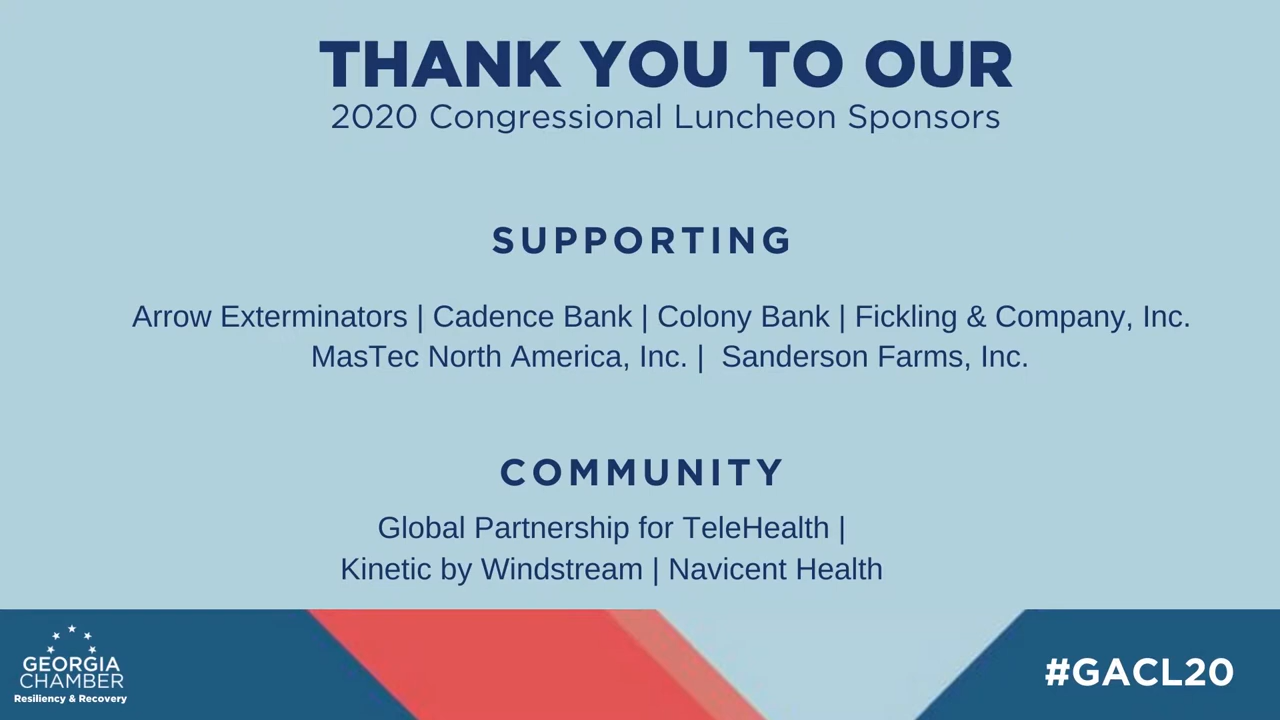 THANK YOU TO OUR
2020 Congressional Luncheon Sponsors
SUPPORTING
Arrow Exterminators | Cadence Bank | Colony Bank | Fickling & Company, Inc.
MasTec North America, Inc. | Sanderson Farms, Inc.
COMMUNITY
Global Partnership for TeleHealth |
Kinetic by Windstream | Navicent Health
GEORGIA
CHAMBER
Resiliency & Recovery
#GACL20